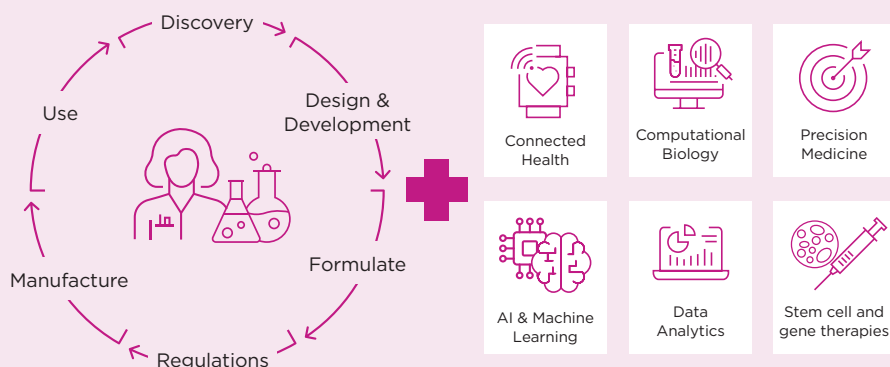 Discovery
Design &
Development
Formulate
Regulations
Manufacture
Use
Connected
Health
Computational
Biology
Precision
Medicine
AI & Machine
Learning
Data
Analytics
Stem cell and
gene therapies